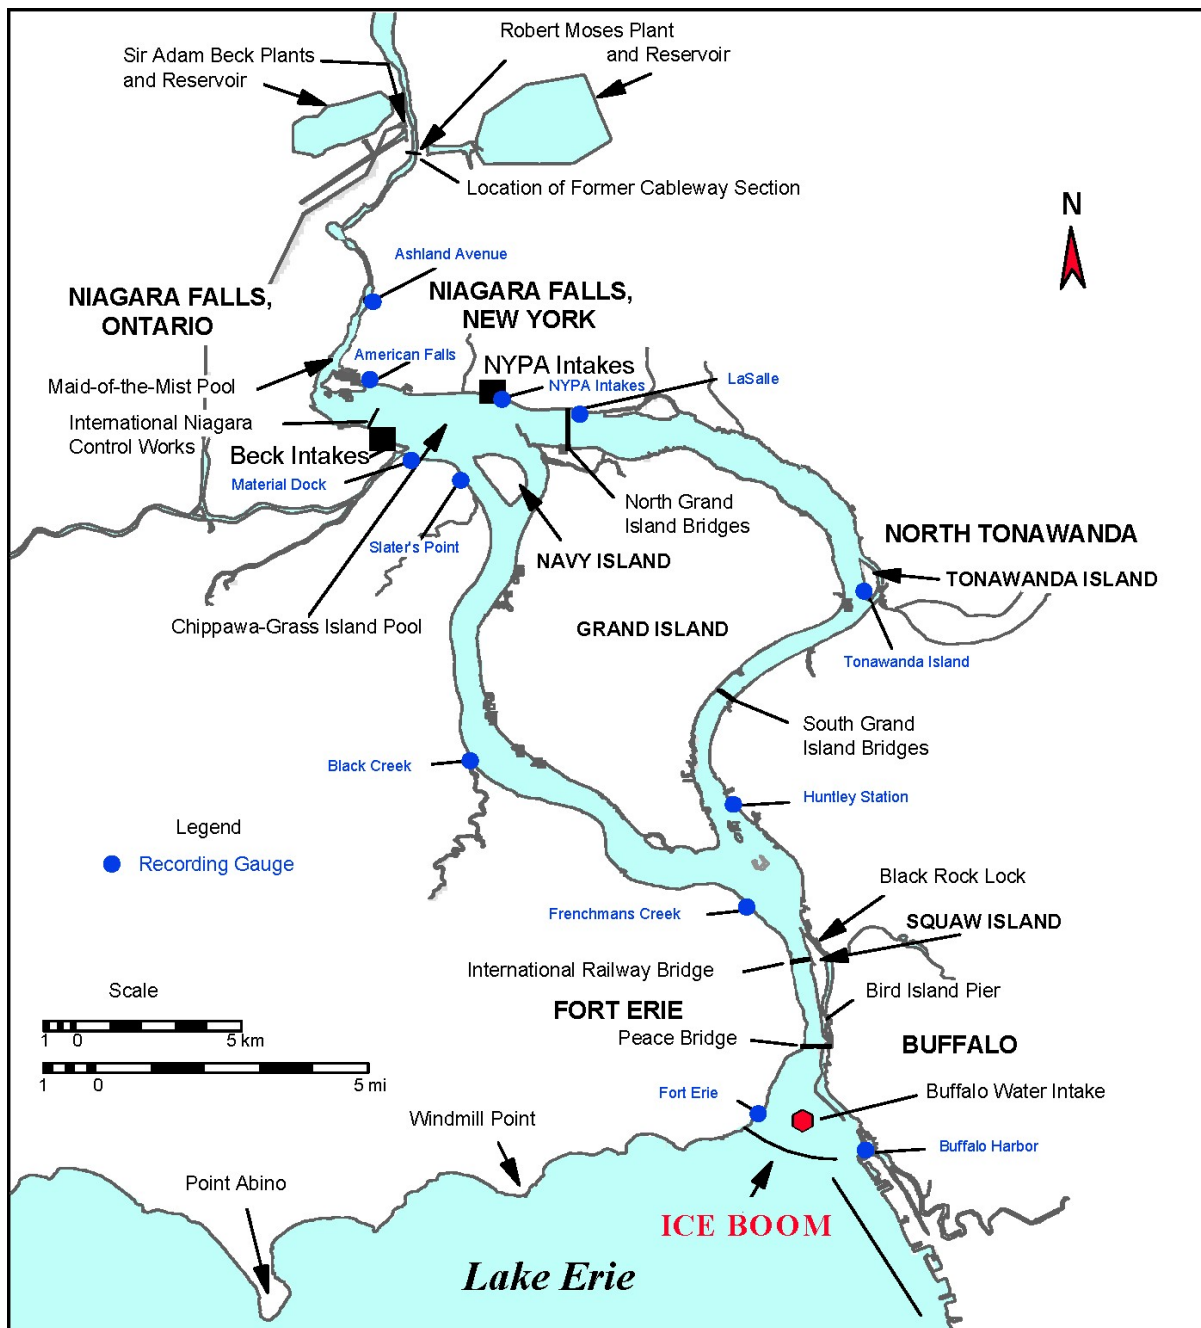 Robert Moses Plant
and Reservoir
Sir Adam Beck Plants
and Reservoir
Location of Former Cableway Section
N
Ashland Avenue
NIAGARA FALLS,
ONTARIO
NIAGARA FALLS,
NEW YORK
American Falls
NYPA Intakes
NYPA Intakes
LaSalle
Maid-of-the-Mist Pool
International Niagara
Control Works
Beck Intakes
Material Dock
North Grand
Island Bridges
Slater's Point
NAVY ISLAND
NORTH TONAWANDA
TONAWANDA ISLAND
Chippawa-Grass Island Pool
GRAND ISLAND
Tonawanda Island
South Grand
Island Bridges
Black Creek
Huntley Station
Legend
Recording Gauge
Black Rock Lock
Frenchmans Creek
SQUAW ISLAND
International Railway Bridge
Scale
Bird Island Pier
FORT ERIE
1 0 5 km
Peace Bridge
BUFFALO
1 0 5 mi
Fort Erie
Buffalo Water Intake
Windmill Point
Buffalo Harbor
Point Abino
ICE BOOM
Lake Erie